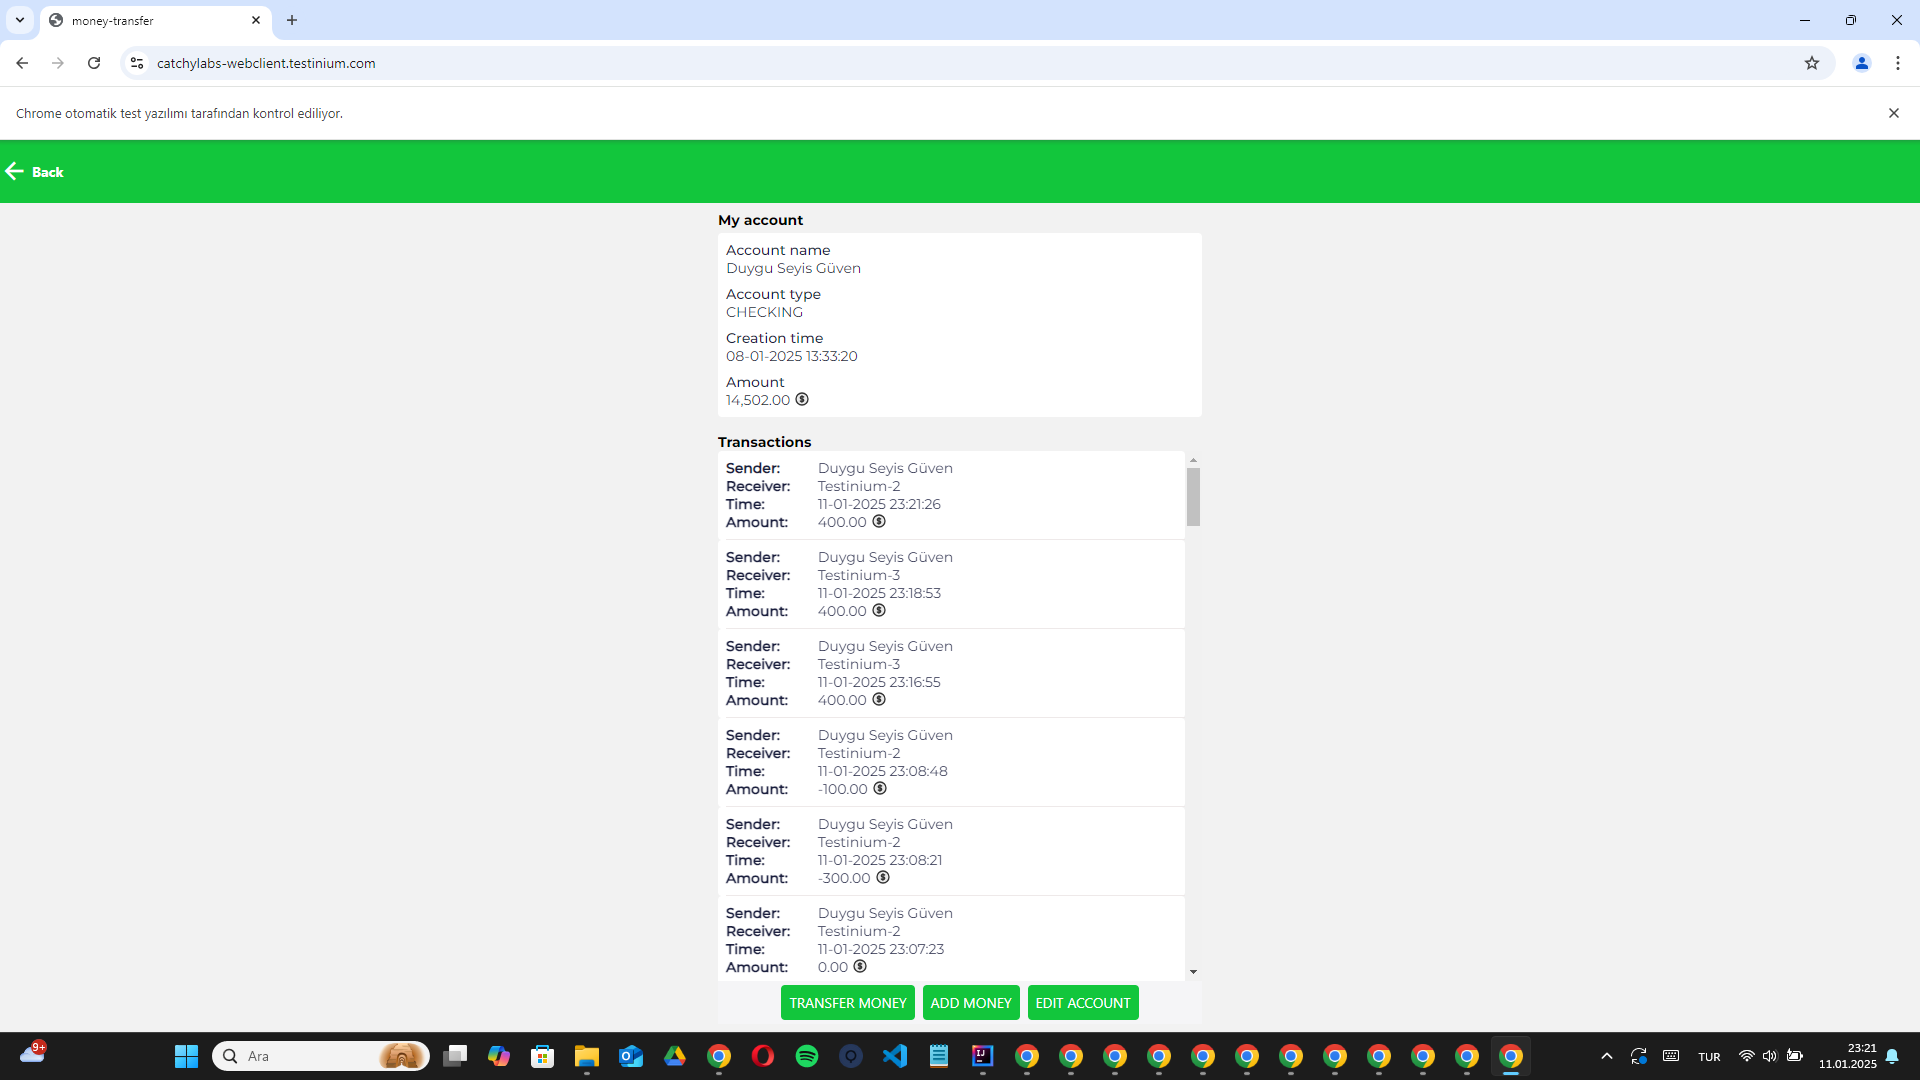 money-transfer
catchylabs-webclient.testinium.com
Chrome otomatik test yazılımı tarafından kontrol ediliyor.
Back
My account
Account name
Duygu Seyis Güven
Account type
CHECKING
Creation time
08-01-2025 13:33:20
Amount
14,502.00
Transactions
Sender: Duygu Seyis Güven
Receiver: Testinium-2
Time: 11-01-2025 23:21:26
Amount: 400.00
Sender: Duygu Seyis Güven
Receiver: Testinium-3
Time: 11-01-2025 23:18:53
Amount: 400.00
Sender: Duygu Seyis Güven
Receiver: Testinium-3
Time: 11-01-2025 23:16:55
Amount: 400.00
Sender: Duygu Seyis Güven
Receiver: Testinium-2
Time: 11-01-2025 23:08:48
Amount: -100.00
Sender: Duygu Seyis Güven
Receiver: Testinium-2
Time: 11-01-2025 23:08:21
Amount: -300.00
Sender: Duygu Seyis Güven
Receiver: Testinium-2
Time: 11-01-2025 23:07:23
Amount: 0.00
TRANSFER MONEY ADD MONEY EDIT ACCOUNT
9+
Ara
IJ
TUR
23:21
11.01.2025